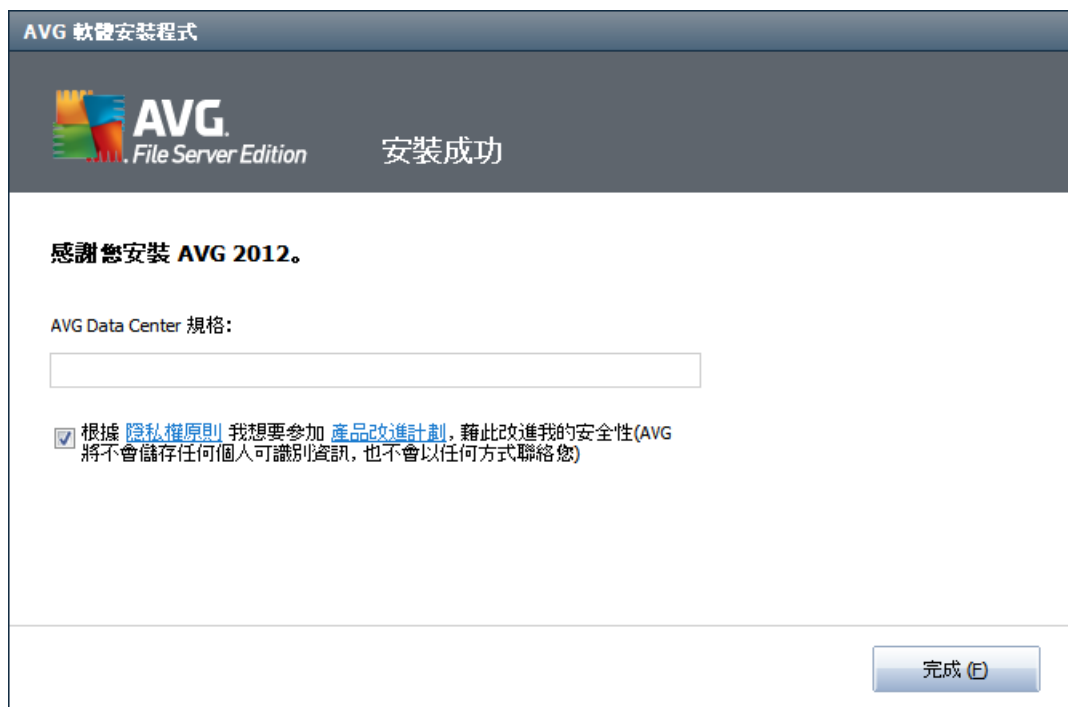 AVG 軟體安裝程式
AVG.
File Server Edition
安裝成功
感謝您安裝 AVG 2012。
AVG Data Center 規格:
根據 隱私權原則 我想要參加 產品改進計劃, 藉此改進我的安全性(AVG
將不會儲存任何個人可識別資訊, 也不會以任何方式聯絡您)
完成 (F)